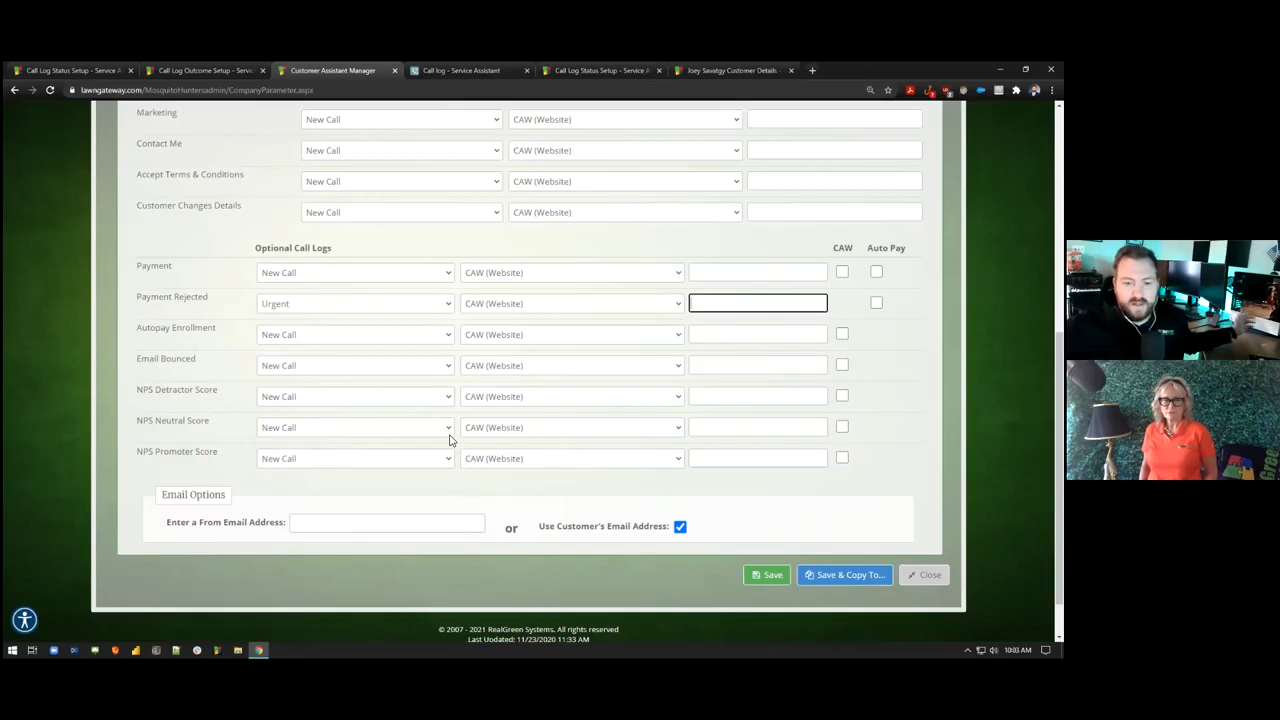 Call Log Status Setup - Service A
Call Log Outcome Setup - Servic
Customer Assistant Manager
Call log - Service Assistant
Call Log Status Setup - Service A
Joey Savatgy Customer Details -
lawngateway.com/MosquitoHuntersadmin/CompanyParameter.aspx
Marketing New Call CAW (Website)
Contact Me New Call CAW (Website)
Accept Terms & Conditions New Call CAW (Website)
Customer Changes Details New Call CAW (Website)
Optional Call Logs CAW Auto Pay
Payment New Call CAW (Website)
Payment Rejected Urgent CAW (Website)
Autopay Enrollment New Call CAW (Website)
Email Bounced New Call CAW (Website)
NPS Detractor Score New Call CAW (Website)
NPS Neutral Score New Call CAW (Website)
NPS Promoter Score New Call CAW (Website)
Email Options
Enter a From Email Address: or Use Customer's Email Address:
Save Save & Copy To... Close
© 2007 - 2021 RealGreen Systems. All rights reserved
Last Updated: 11/23/2020 11:33 AM
10:03 AM